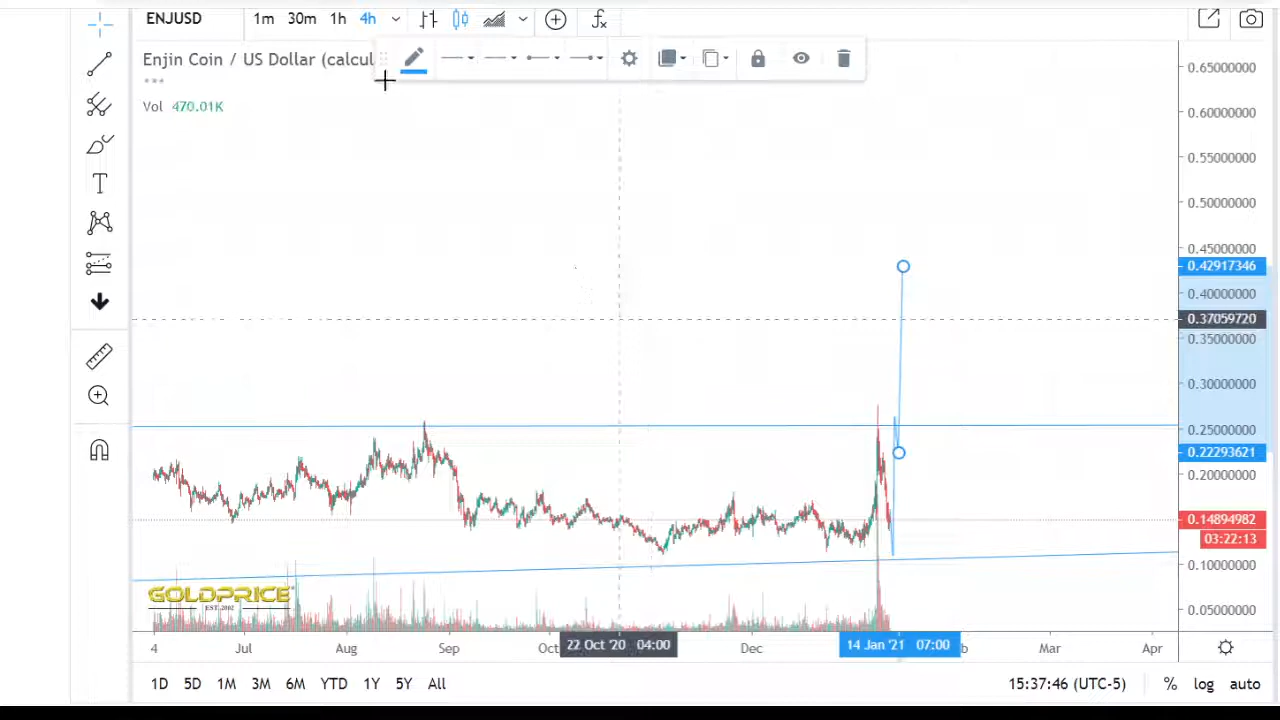 ENJUSD 1m 30m 1h 4h
Enjin Coin / US Dollar (calcul
Vol 470.01K
0.65000000
0.60000000
0.55000000
0.50000000
0.45000000
0.42917346
0.40000000
0.37059720
0.35000000
0.30000000
0.25000000
0.22293621
0.20000000
0.14894982
03:22:13
0.10000000
0.05000000
GOLDPRICE
EST. 2002
4 Jul Aug Sep Oct 22 Oct '20 04:00 Dec 14 Jan '21 07:00 b Mar Apr
1D 5D 1M 3M 6M YTD 1Y 5Y All 15:37:46 (UTC-5) % log auto